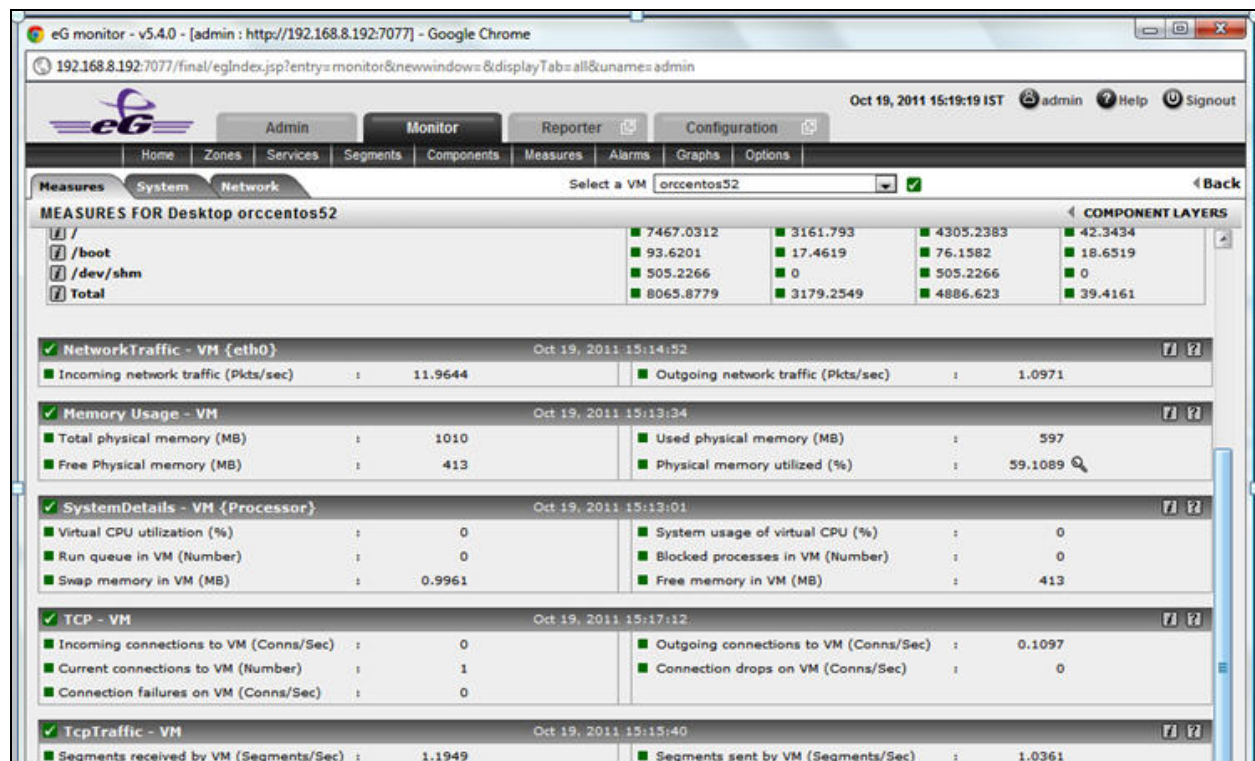 eG monitor - v5.4.0 - [admin : http://192.168.8.192:7077] - Google Chrome
192.168.8.192:7077/final/egIndex.jsp?entry=monitor&newwindow=&displayTab=all&uname=admin
Oct 19, 2011 15:19:19 IST admin Help Signout
eG Admin Monitor Reporter Configuration
Home Zones Services Segments Components Measures Alarms Graphs Options
Measures System Network Select a VM orccentos52 Back
MEASURES FOR Desktop orccentos52 COMPONENT LAYERS
/ 7467.0312 3161.793 4305.2383 42.3434
/boot 93.6201 17.4619 76.1582 18.6519
/dev/shm 505.2266 0 505.2266 0
Total 8065.8779 3179.2549 4886.623 39.4161
NetworkTraffic - VM {eth0} Oct 19, 2011 15:14:52
Incoming network traffic (Pkts/sec) : 11.9644 Outgoing network traffic (Pkts/sec) : 1.0971
Memory Usage - VM Oct 19, 2011 15:13:34
Total physical memory (MB) : 1010 Used physical memory (MB) : 597
Free Physical memory (MB) : 413 Physical memory utilized (%) : 59.1089
SystemDetails - VM {Processor} Oct 19, 2011 15:13:01
Virtual CPU utilization (%) : 0 System usage of virtual CPU (%) : 0
Run queue in VM (Number) : 0 Blocked processes in VM (Number) : 0
Swap memory in VM (MB) : 0.9961 Free memory in VM (MB) : 413
TCP - VM Oct 19, 2011 15:17:12
Incoming connections to VM (Conns/Sec) : 0 Outgoing connections to VM (Conns/Sec) : 0.1097
Current connections to VM (Number) : 1 Connection drops on VM (Conns/Sec) : 0
Connection failures on VM (Conns/Sec) : 0
TcpTraffic - VM Oct 19, 2011 15:15:40
Segments received by VM (Segments/Sec) : 1.1949 Segments sent by VM (Segments/Sec) : 1.0361